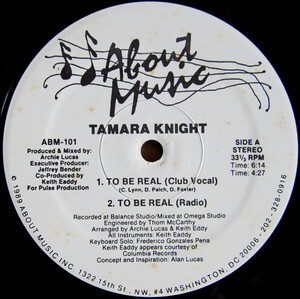 About
Music
TAMARA KNIGHT
ABM-101
Produced & Mixed by:
Archie Lucas
Executive Producer:
Jeffrey Bender
Co-Produced by
Keith Eaddy
For Pulse Production
SIDE A
STEREO
33⅓ RPM
Time: 6:14
Time: 4:27
1. TO BE REAL (Club Vocal)
(C. Lynn, D. Paich, D. Foster)
2. TO BE REAL (Radio)
Recorded at Balance Studio/Mixed at Omega Studio
Engineered by Thom McCarthy
Arranged by Archie Lucas & Keith Eaddy
All Instruments: Keith Eaddy
Keyboard Solo: Frederico Gonzales Pena
Keith Eaddy appears courtesy of
Columbia Records
Concept and Inspiration: Alan Lucas
© 1989 ABOUT MUSIC INC. 1322 15th ST., NW, #4 WASHINGTON, DC 20005 • 202-328-0916